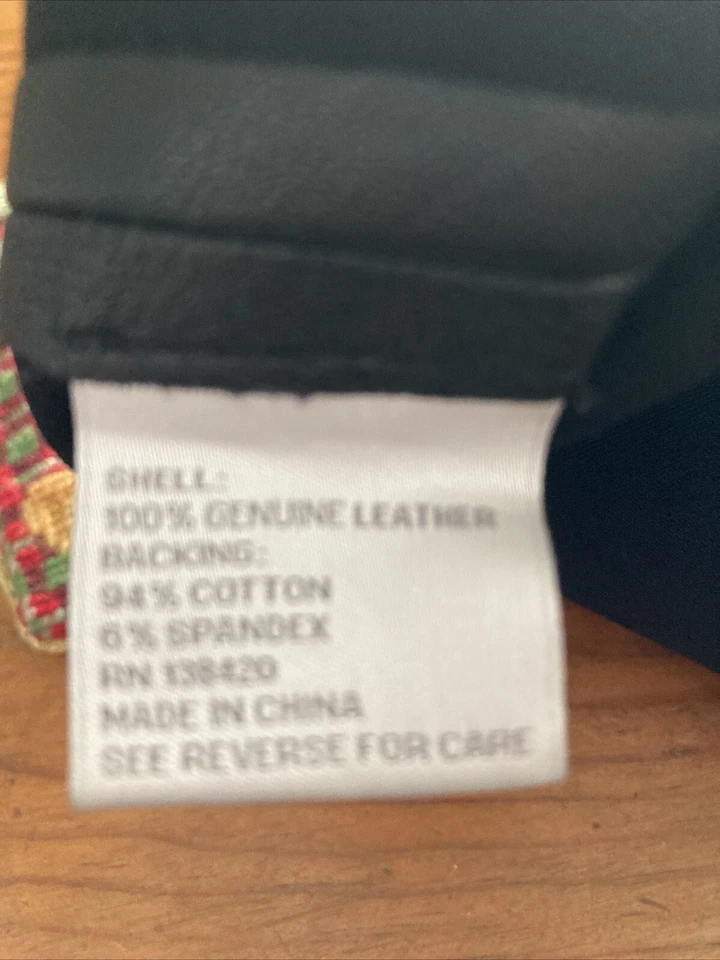 SHELL:
100% GENUINE LEATHER
BACKING:
94% COTTON
6% SPANDEX
RN 138420
MADE IN CHINA
SEE REVERSE FOR CARE